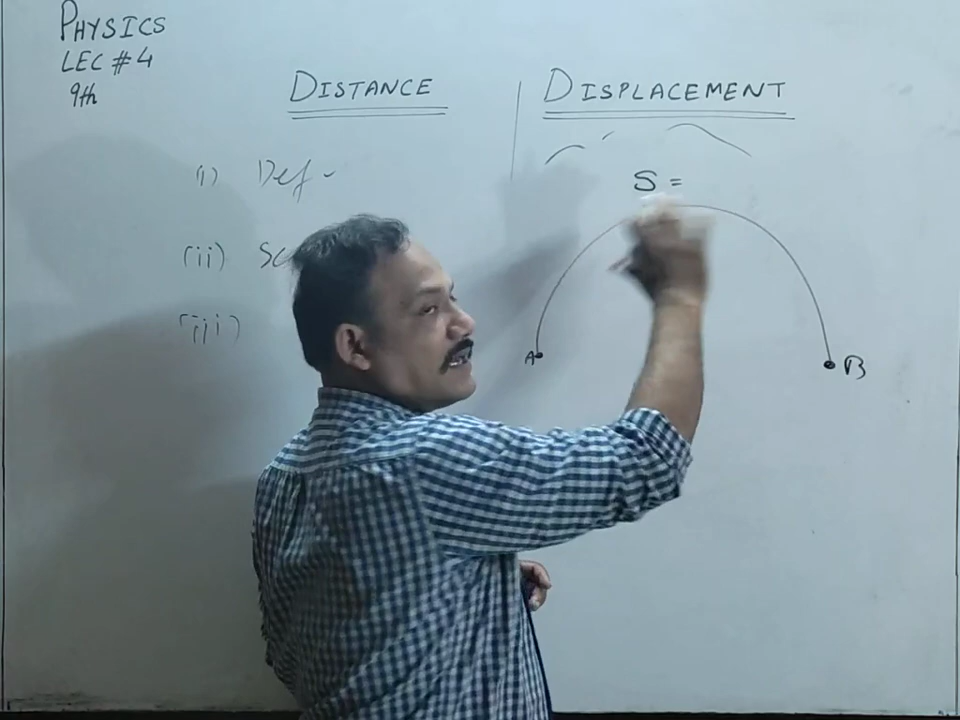 PHYSICS
LEC # 4
9th
DISTANCE
DISPLACEMENT
(i) Def -
S =
(ii)
(iii)
A
B